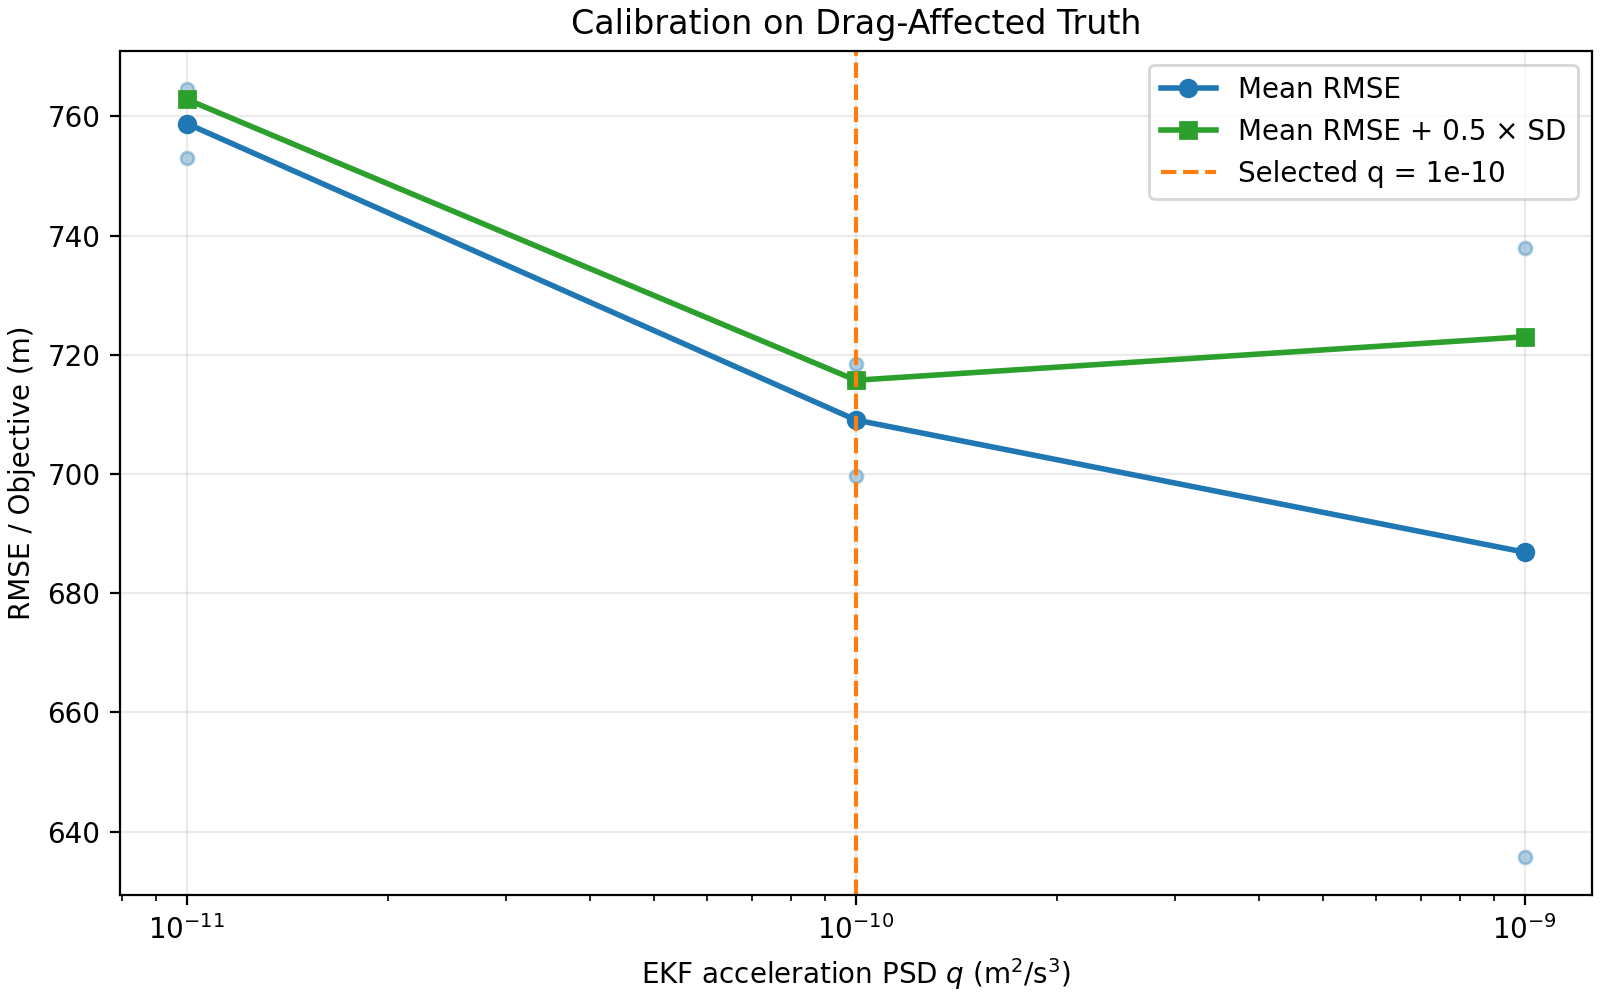 Calibration on Drag-Affected Truth
Mean RMSE
Mean RMSE + 0.5 × SD
Selected q = 1e-10
RMSE / Objective (m)
760
740
720
700
680
660
640
10⁻¹¹
10⁻¹⁰
10⁻⁹
EKF acceleration PSD q (m²/s³)